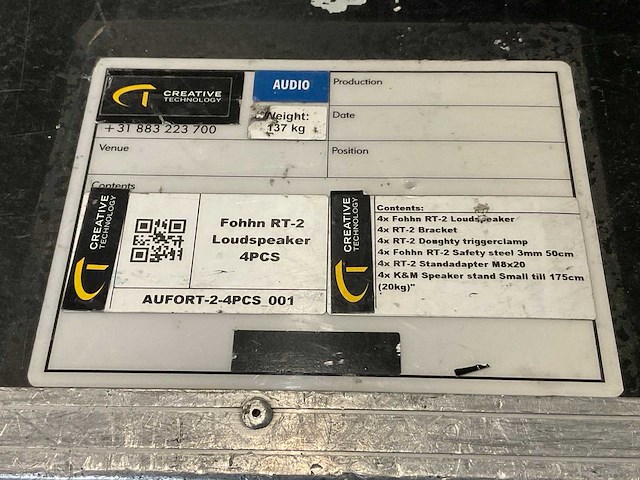 CREATIVE
TECHNOLOGY
+31 883 223 700
AUDIO
Weight:
137 kg
Production
Date
Venue
Position
Contents
CREATIVE
TECHNOLOGY
Fohhn RT-2
Loudspeaker
4PCS
AUFORT-2-4PCS_001
CREATIVE
TECHNOLOGY
Contents:
4x Fohhn RT-2 Loudspeaker
4x RT-2 Bracket
4x RT-2 Doughty triggerclamp
4x Fohhn RT-2 Safety steel 3mm 50cm
4x RT-2 Standadapter M8x20
4x K&M Speaker stand Small till 175cm
(20kg)"